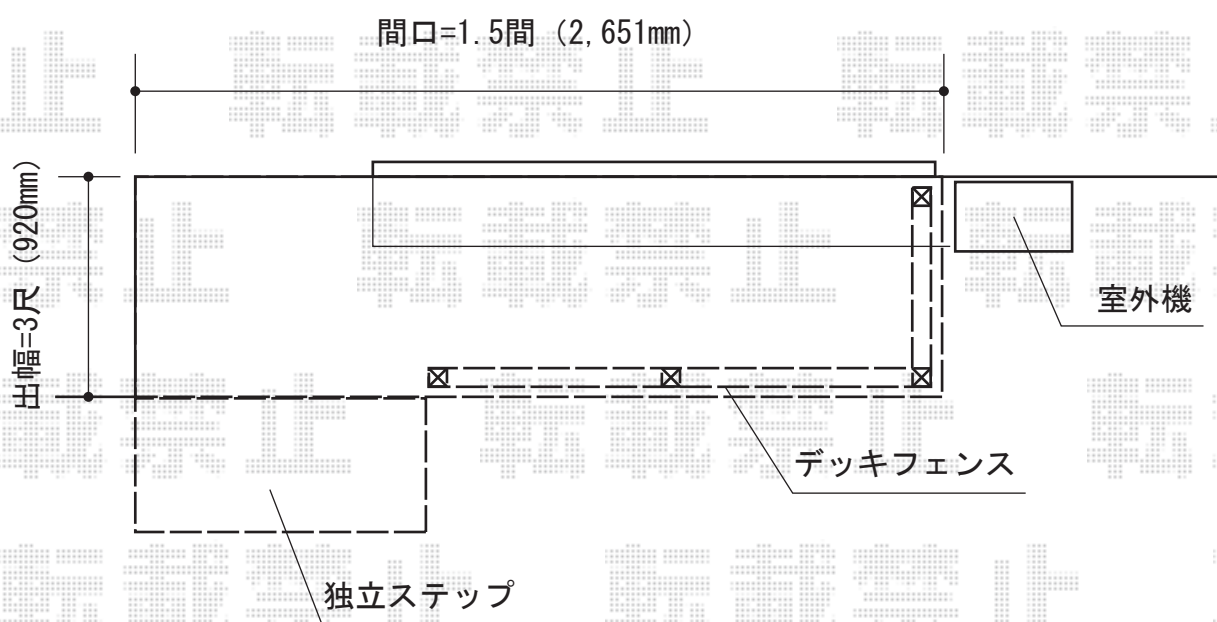 間口=1.5間 (2,651mm)
出幅=3尺 (920mm)
室外機
デッキフェンス
独立ステップ
転載禁止